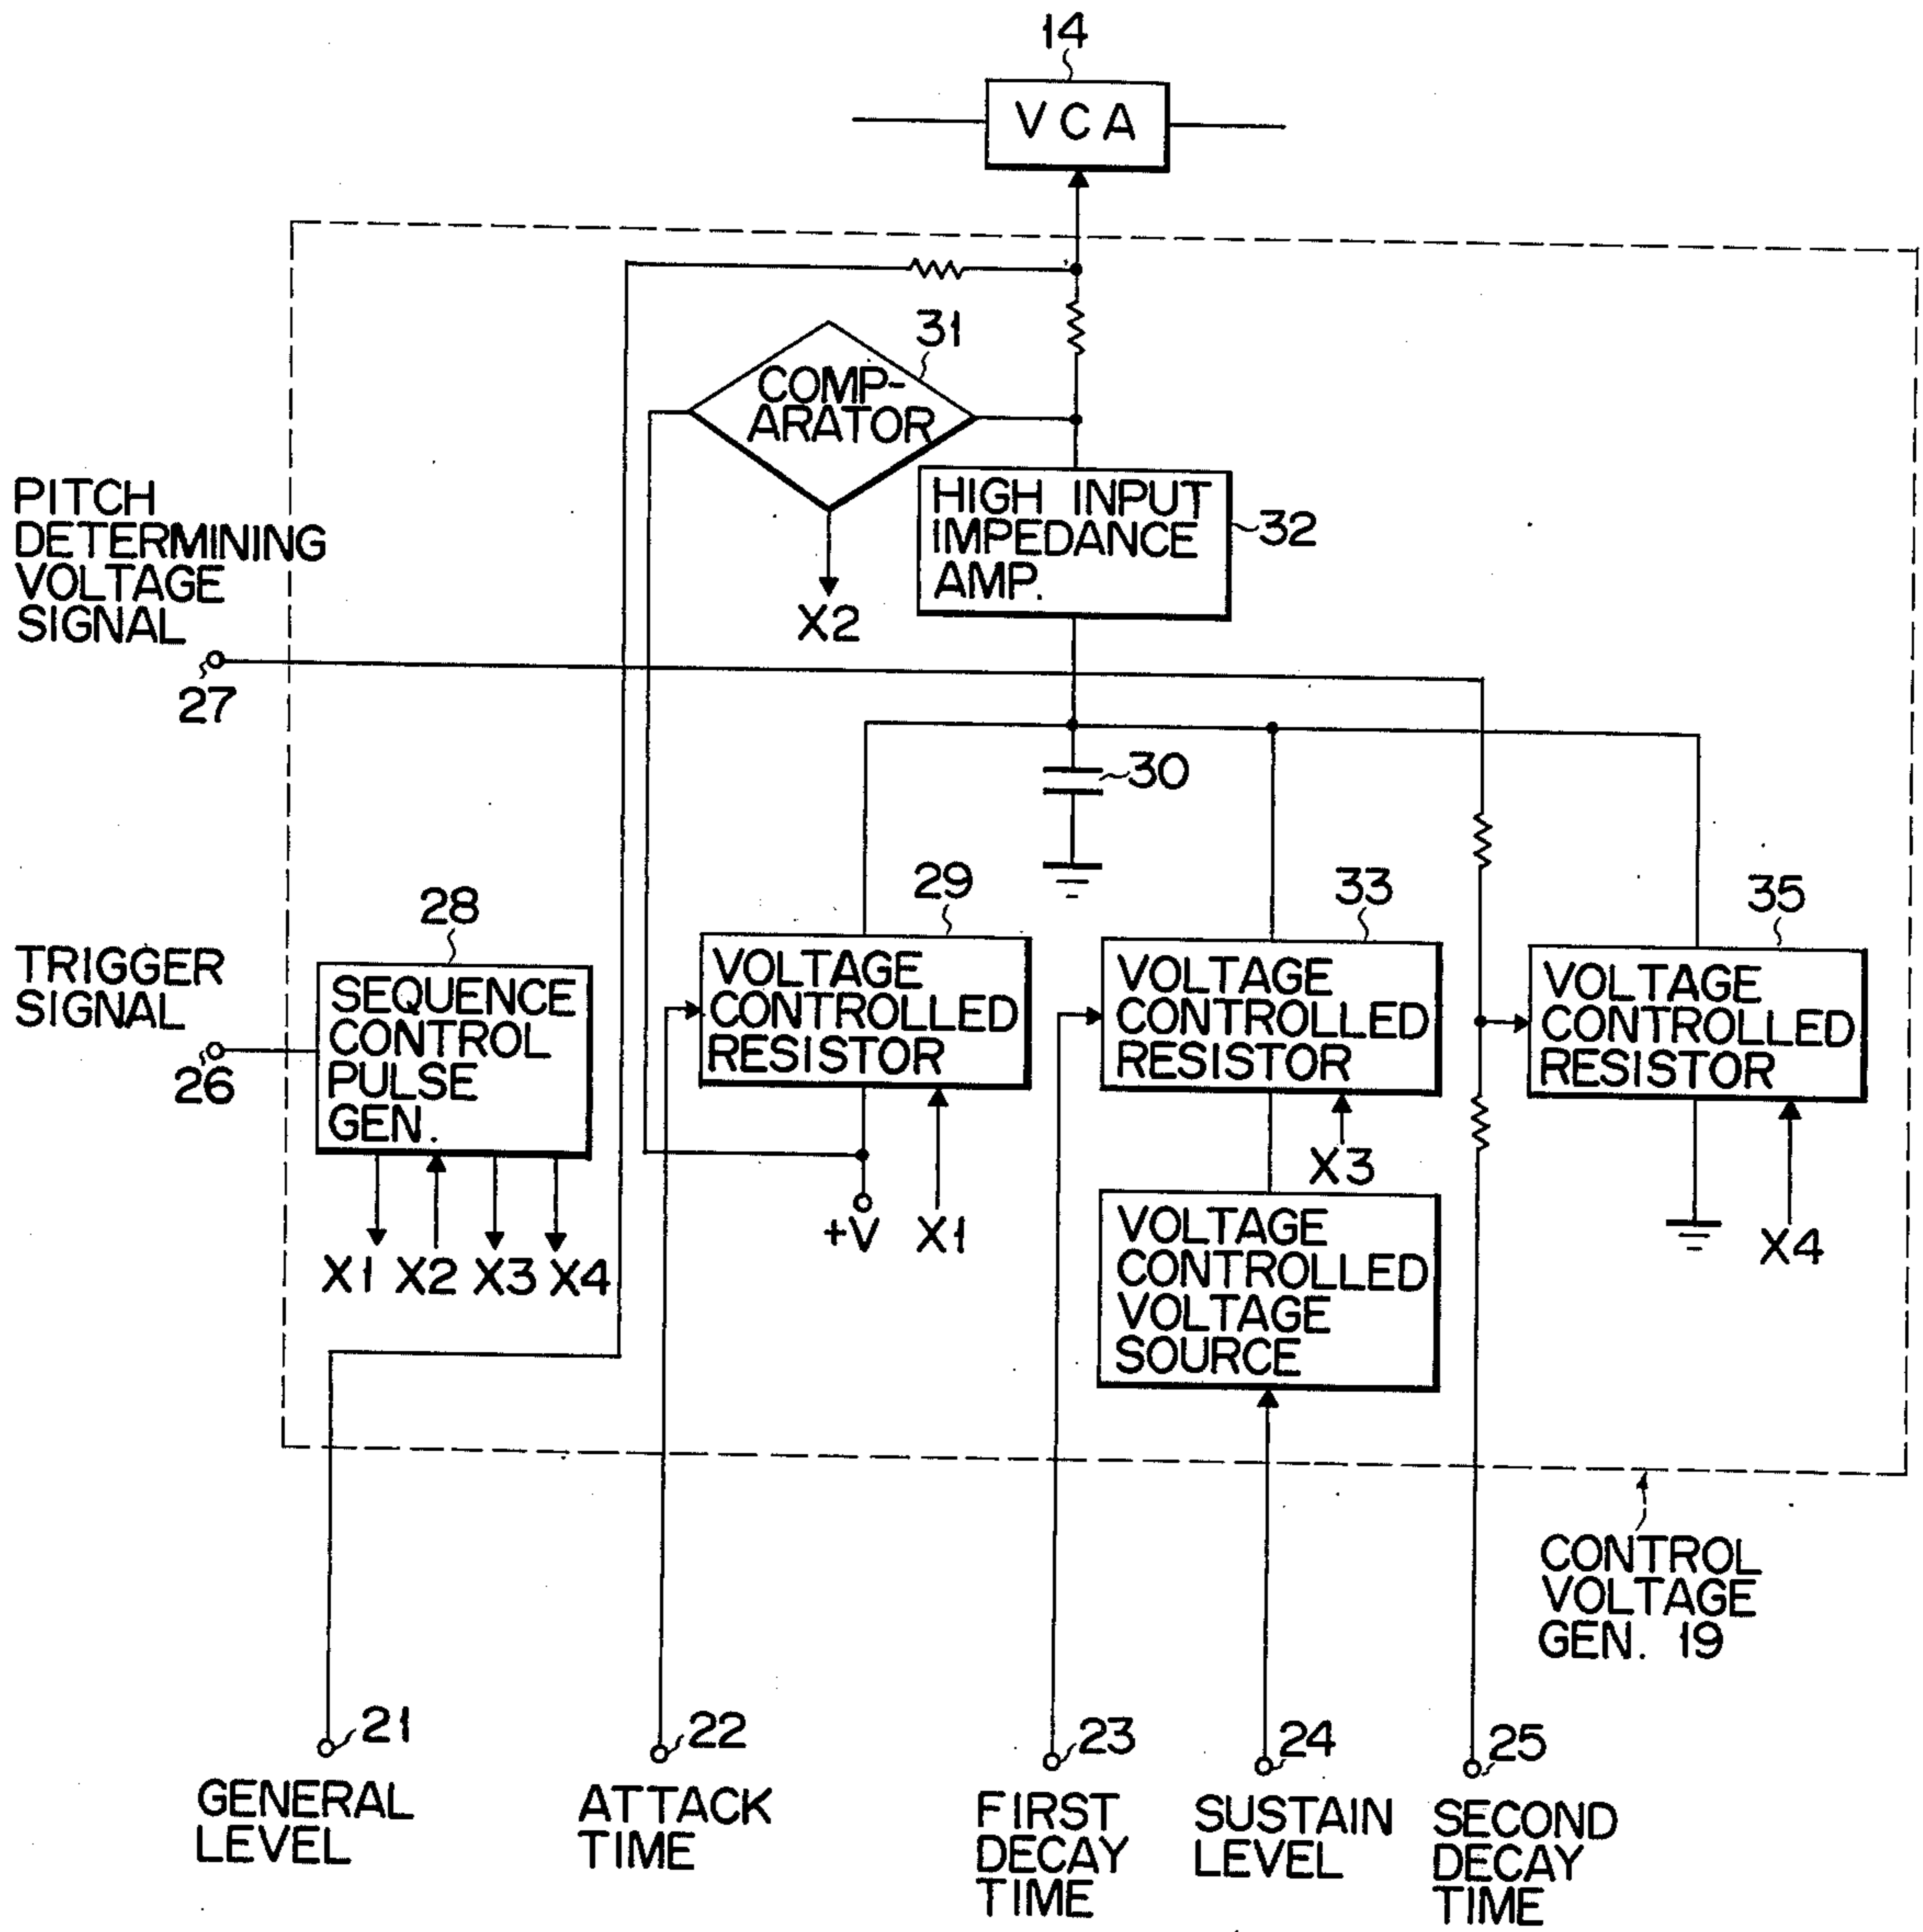 14
VCA
31
COMP-
ARATOR
HIGH INPUT
IMPEDANCE
AMP.
32
X2
PITCH
DETERMINING
VOLTAGE
SIGNAL
27
30
29
33
35
28
TRIGGER
SIGNAL
26
SEQUENCE
CONTROL
PULSE
GEN.
VOLTAGE
CONTROLLED
RESISTOR
VOLTAGE
CONTROLLED
RESISTOR
VOLTAGE
CONTROLLED
RESISTOR
X1 X2 X3 X4
+V
X1
X3
X4
VOLTAGE
CONTROLLED
VOLTAGE
SOURCE
CONTROL
VOLTAGE
GEN. 19
21
22
23
24
25
GENERAL
LEVEL
ATTACK
TIME
FIRST
DECAY
TIME
SUSTAIN
LEVEL
SECOND
DECAY
TIME